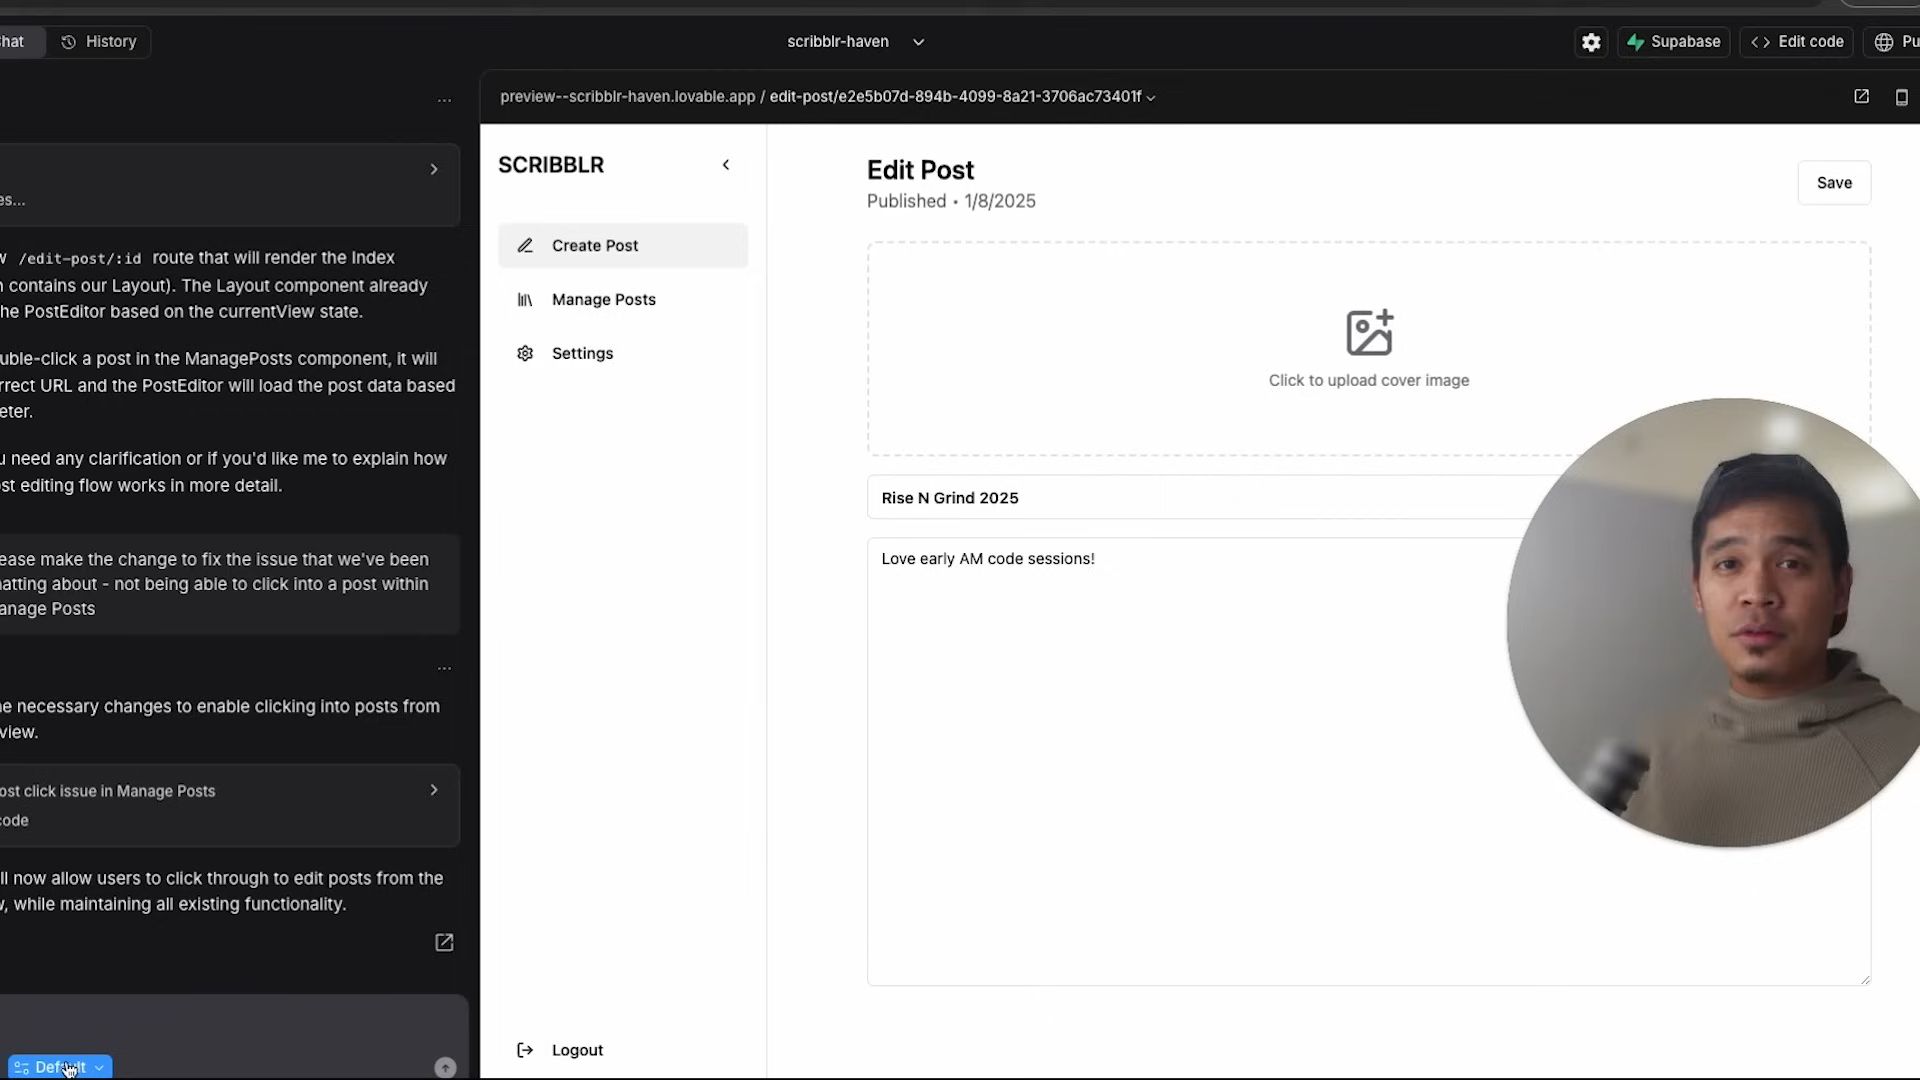 hat
History
scribblr-haven
Supabase
Edit code
Pu
preview--scribblr-haven.lovable.app / edit-post/e2e5b07d-894b-4099-8a21-3706ac73401f
es...
W /edit-post/:id route that will render the Index
n contains our Layout). The Layout component already
he PostEditor based on the currentView state.
uble-click a post in the ManagePosts component, it will
rrect URL and the PostEditor will load the post data based
eter.
u need any clarification or if you'd like me to explain how
st editing flow works in more detail.
ease make the change to fix the issue that we've been
hatting about - not being able to click into a post within
anage Posts
ne necessary changes to enable clicking into posts from
view.
ost click issue in Manage Posts
code
ll now allow users to click through to edit posts from the
w, while maintaining all existing functionality.
Default
SCRIBBLR
Create Post
Manage Posts
Settings
Logout
Edit Post
Published • 1/8/2025
Save
Click to upload cover image
Rise N Grind 2025
Love early AM code sessions!